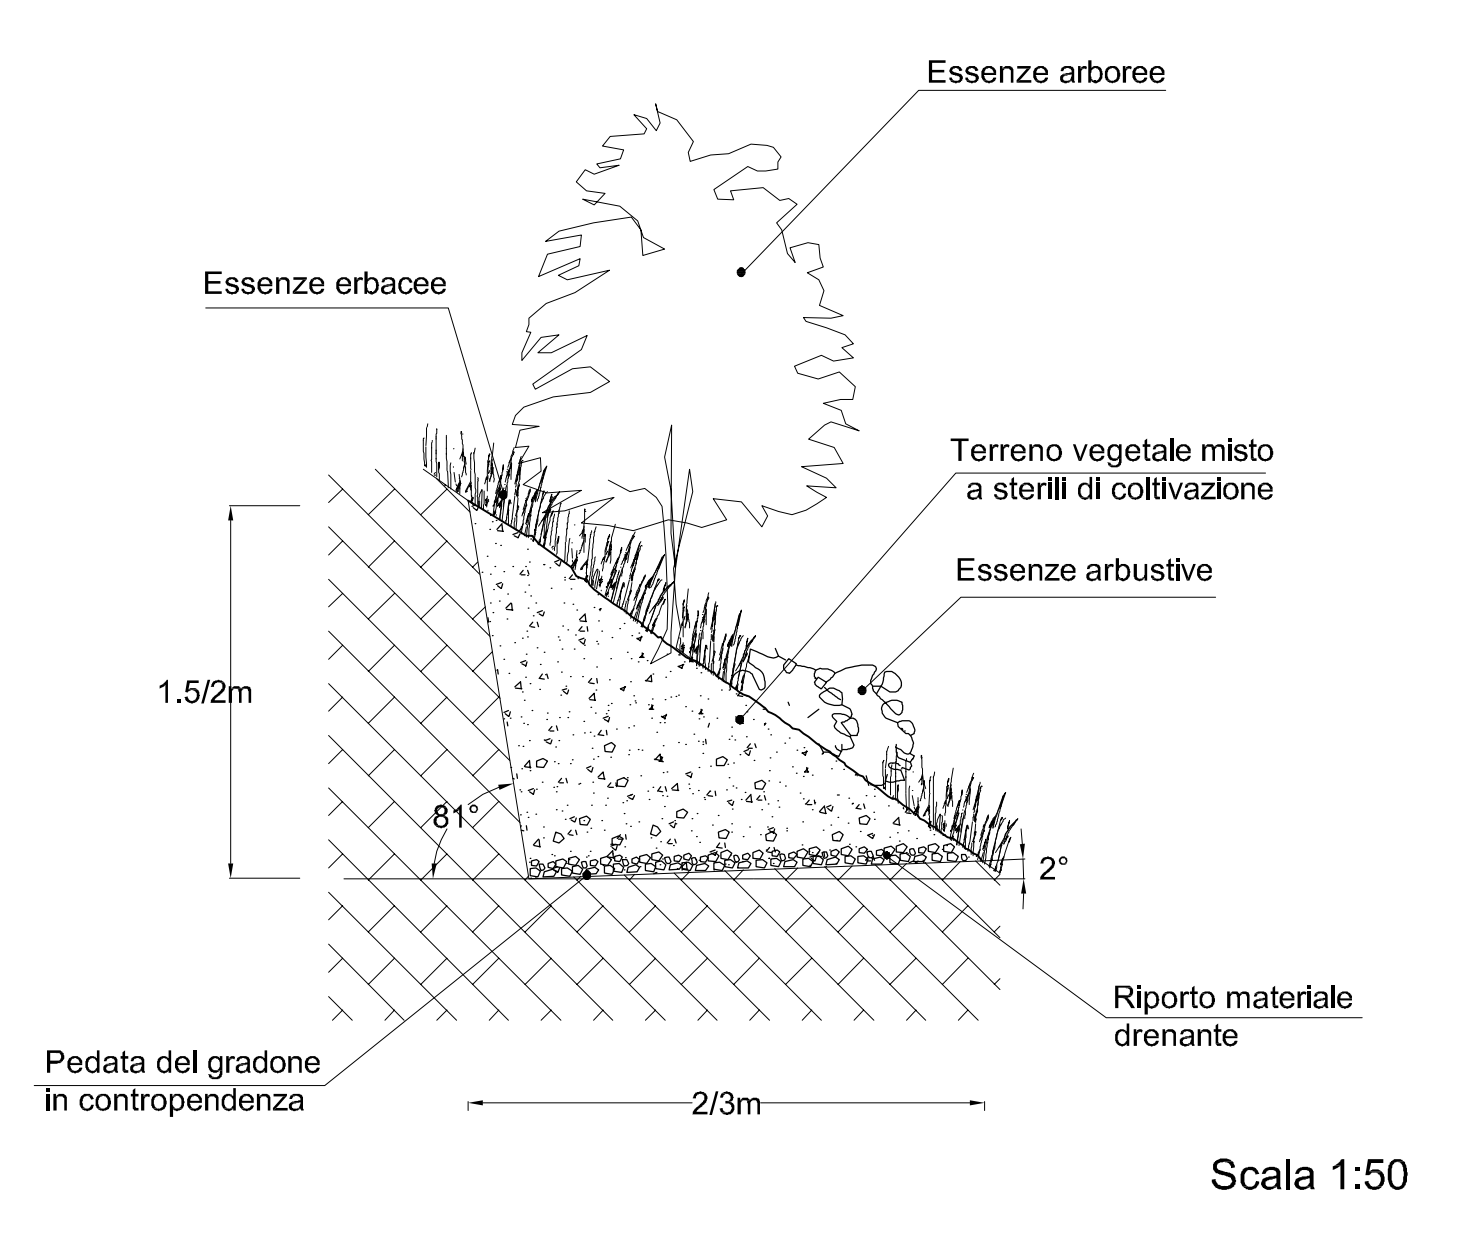 Essenze arboree
Essenze erbacee
Terreno vegetale misto
a sterili di coltivazione
Essenze arbustive
1.5/2m
81°
2°
Riporto materiale
drenante
Pedata del gradone
in contropendenza
2/3m
Scala 1:50